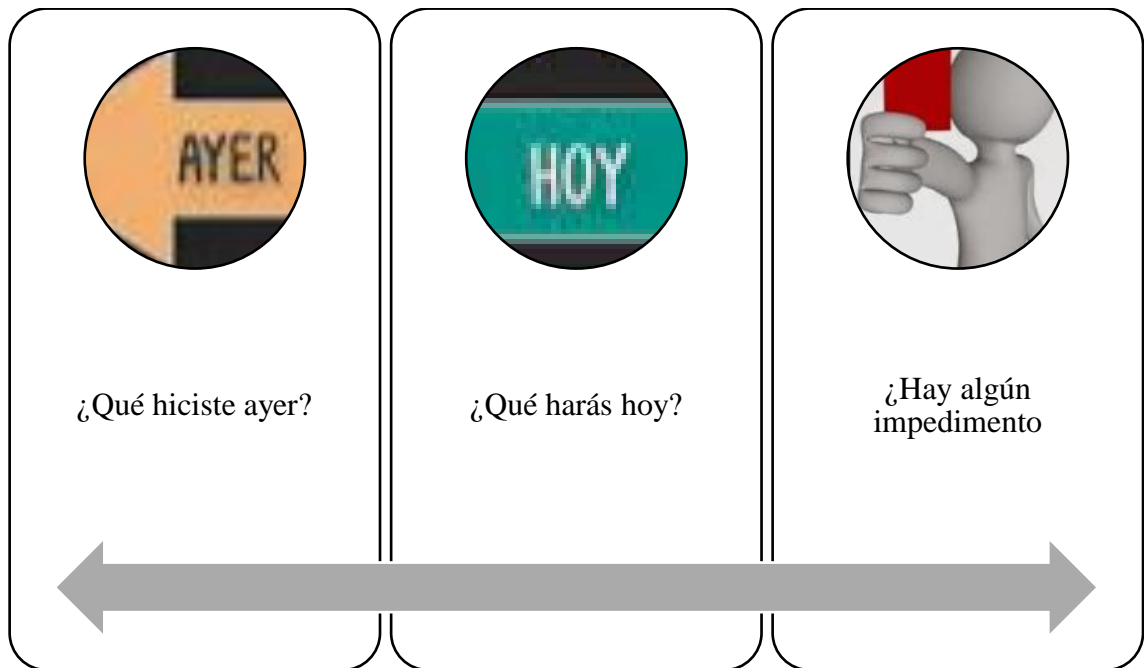 AYER
HOY
¿Qué hiciste ayer?
¿Qué harás hoy?
¿Hay algún
impedimento